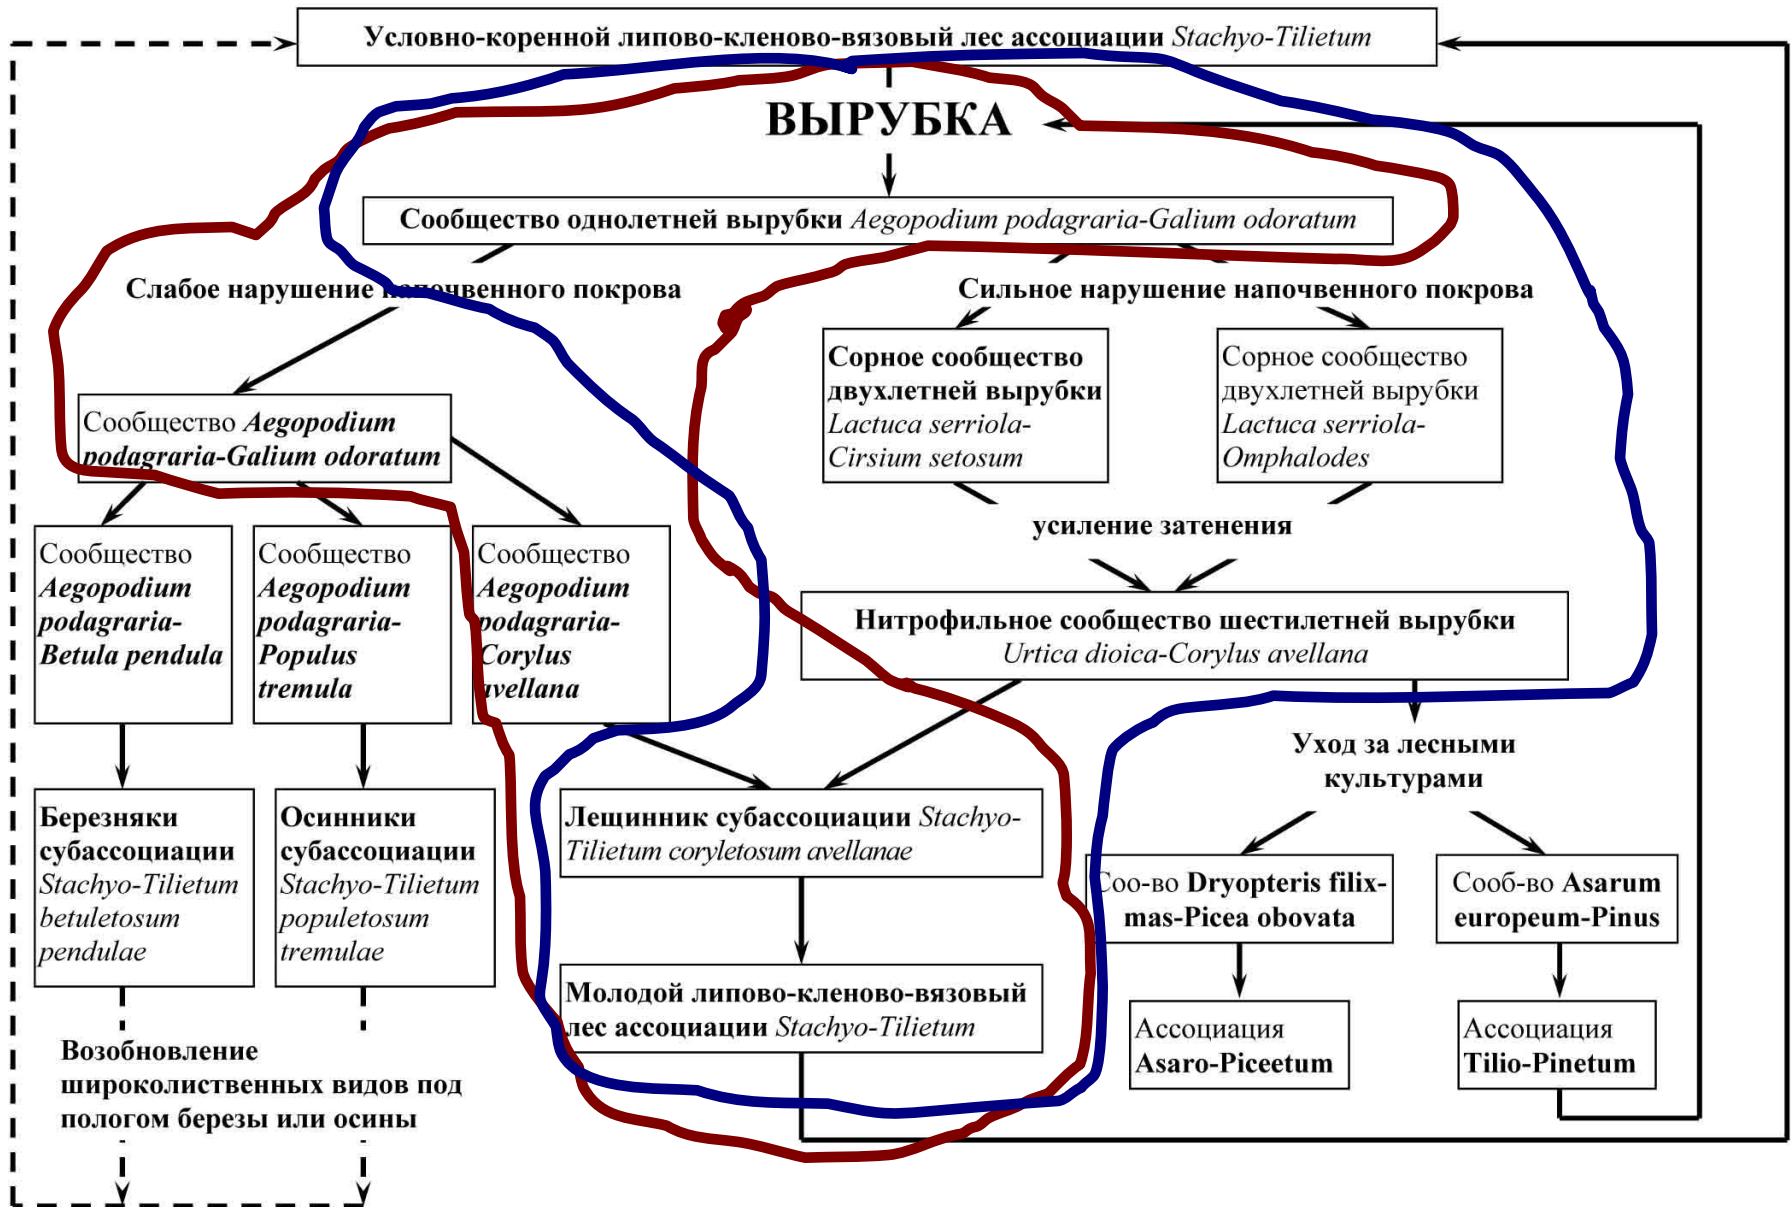 Условно-коренной липово-кленово-вязовый лес ассоциации Stachyo-Tilietum
ВЫРУБКА
Сообщество однолетней вырубки Aegopodium podagraria-Galium odoratum
Слабое нарушение напочвенного покрова
Сильное нарушение напочвенного покрова
Сорное сообщество
двухлетней вырубки
Lactuca serriola-
Cirsium setosum
Сорное сообщество
двухлетней вырубки
Lactuca serriola-
Omphalodes
Сообщество Aegopodium
podagraria-Galium odoratum
усиление затенения
Сообщество
Aegopodium
podagraria-
Betula pendula
Сообщество
Aegopodium
podagraria-
Populus
tremula
Сообщество
Aegopodium
podagraria-
Corylus
avellana
Нитрофильное сообщество шестилетней вырубки
Urtica dioica-Corylus avellana
Уход за лесными
культурами
Березняки
субассоциации
Stachyo-Tilietum
betuletosum
pendulae
Осинники
субассоциации
Stachyo-Tilietum
populetosum
tremulae
Лещинник субассоциации Stachyo-
Tilietum coryletosum avellanae
Соо-во Dryopteris filix-
mas-Picea obovata
Сооб-во Asarum
europeum-Pinus
Молодой липово-кленово-вязовый
лес ассоциации Stachyo-Tilietum
Ассоциация
Asaro-Piceetum
Ассоциация
Tilio-Pinetum
Возобновление
широколиственных видов под
пологом березы или осины